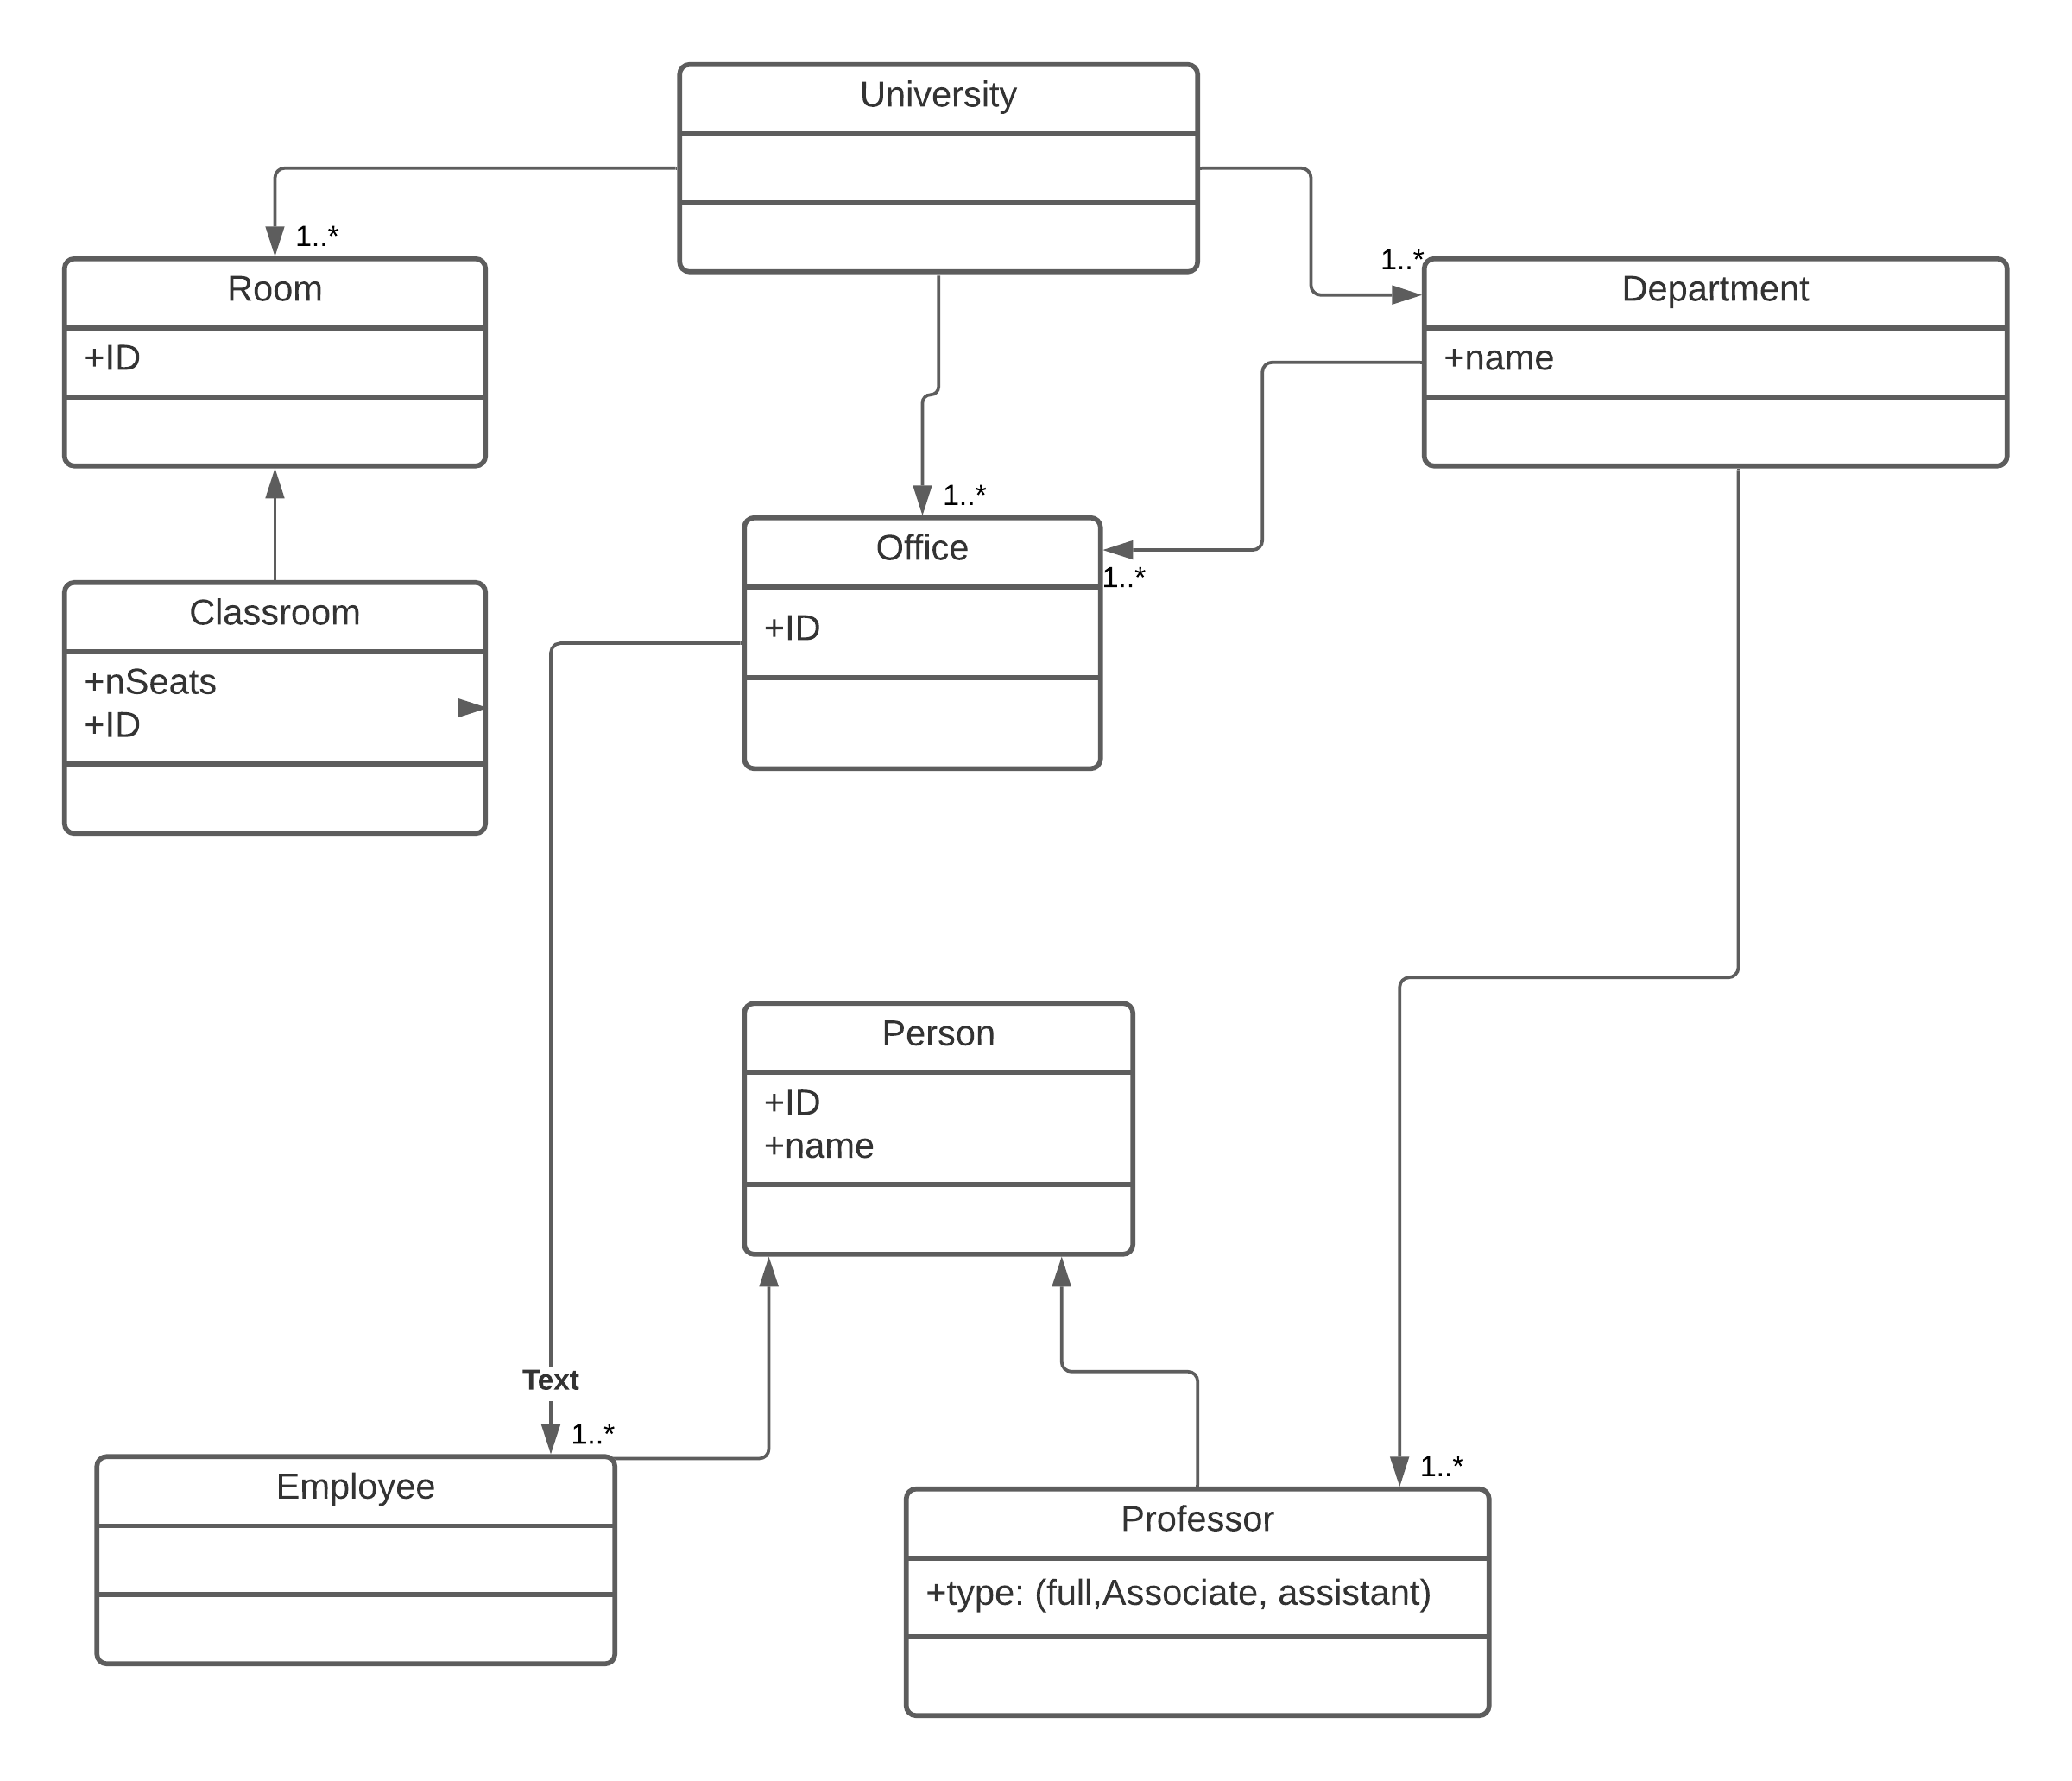 University
1..*
1..*
Room
Department
+ID
+name
1..*
Office
1..*
Classroom
+ID
+nSeats
+ID
Person
+ID
+name
Text
1..*
1..*
Employee
Professor
+type: (full,Associate, assistant)